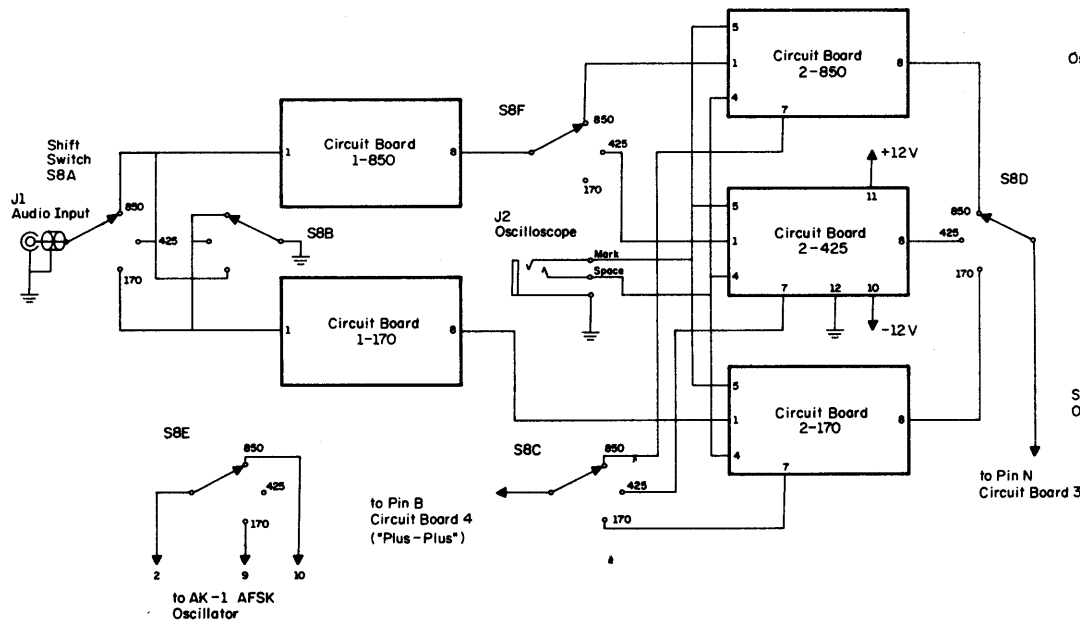 5
1
4
Circuit Board
2-850
8
7
Os
S8F
850
425
170
Shift
Switch
S8A
J1
Audio Input
850
425
170
1
Circuit Board
1-850
8
S8B
+12V
11
S8D
850
425
170
J2
Oscilloscope
Mark
Space
5
1
4
Circuit Board
2-425
8
7
12
10
-12V
1
Circuit Board
1-170
8
5
1
4
Circuit Board
2-170
8
7
S
O
S8E
850
425
170
2
9
10
to AK-1 AFSK
Oscillator
S8C
850
425
170
to Pin B
Circuit Board 4
("Plus-Plus")
to Pin N
Circuit Board 3